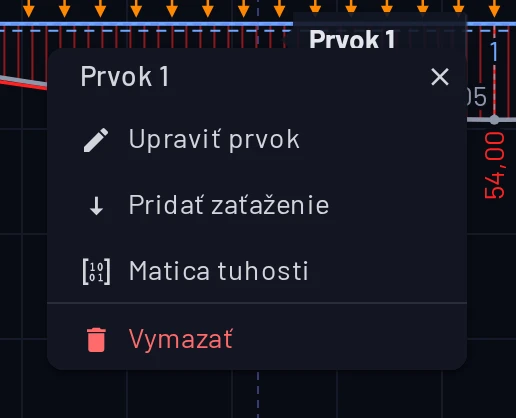 Prvok 1
1
Prvok 1
05
Upraviť prvok
54,00
Pridať zaťaženie
Matica tuhosti
Vymazať